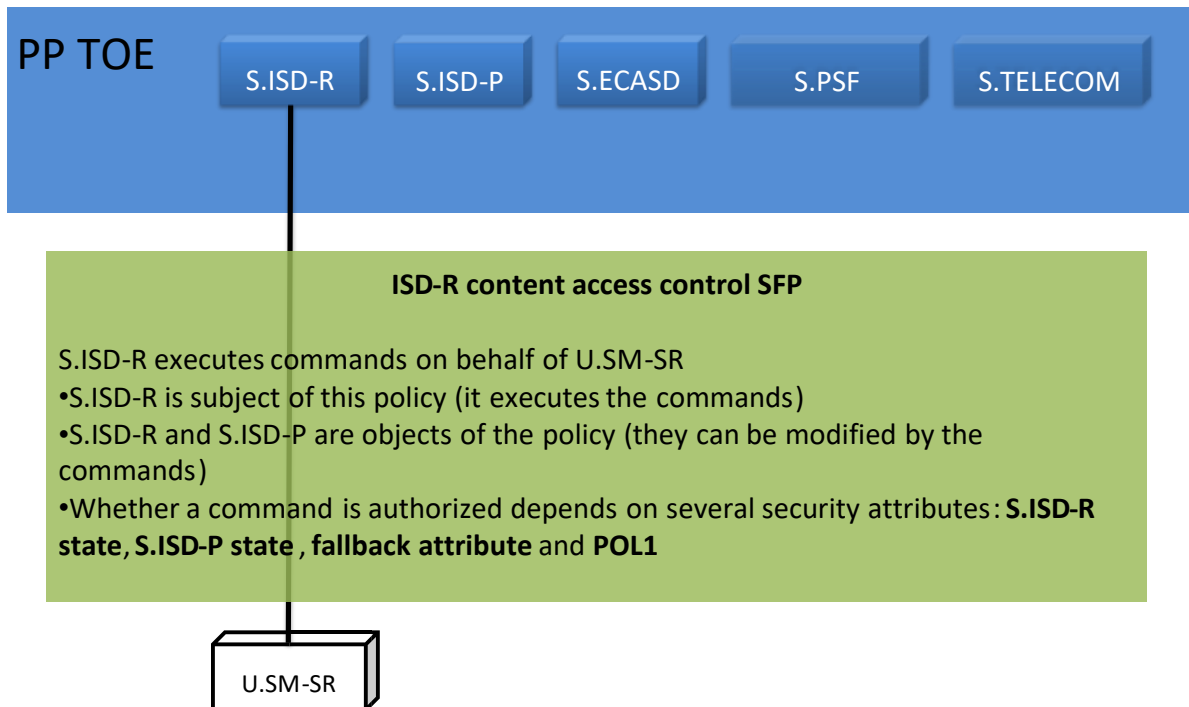 PP TOE
S.ISD-R
S.ISD-P
S.ECASD
S.PSF
S.TELECOM
ISD-R content access control SFP
S.ISD-R executes commands on behalf of U.SM-SR
•S.ISD-R is subject of this policy (it executes the commands)
•S.ISD-R and S.ISD-P are objects of the policy (they can be modified by the
commands)
•Whether a command is authorized depends on several security attributes: S.ISD-R
state, S.ISD-P state , fallback attribute and POL1
U.SM-SR